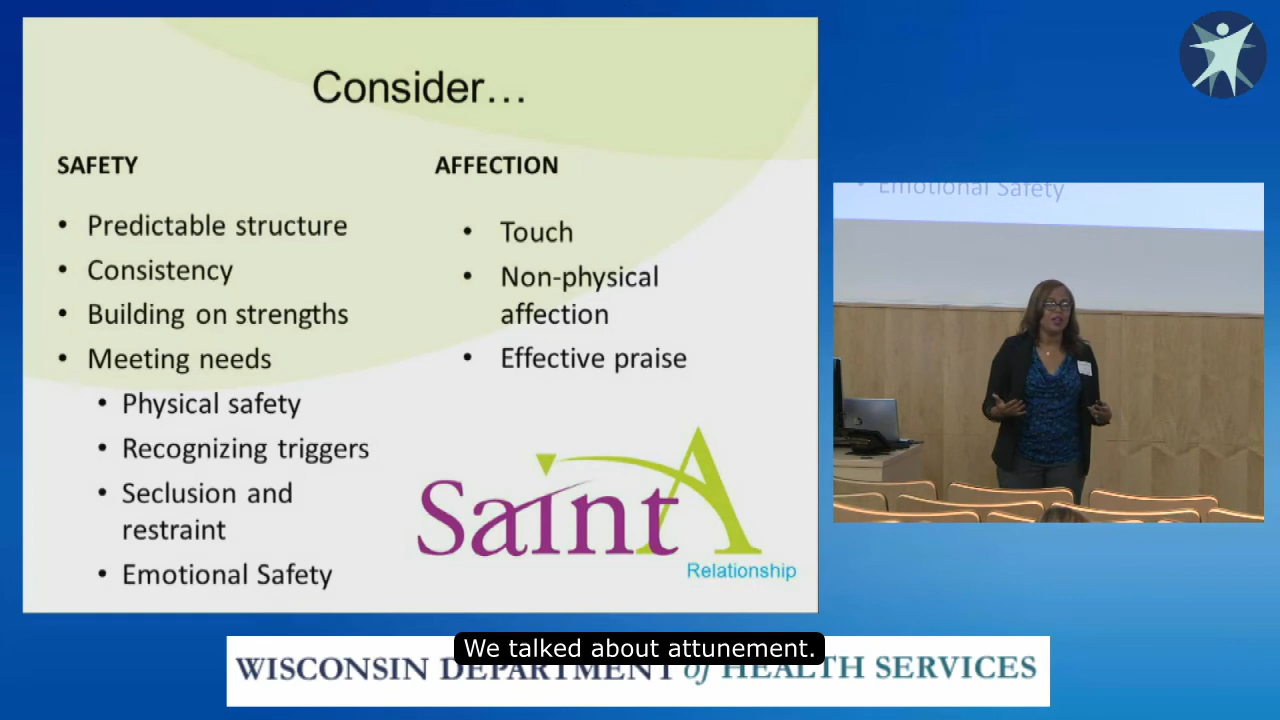 Consider…
SAFETY
• Predictable structure
• Consistency
• Building on strengths
• Meeting needs
• Physical safety
• Recognizing triggers
• Seclusion and
restraint
• Emotional Safety
AFFECTION
• Touch
• Non-physical
affection
• Effective praise
SaintA
Relationship
• Emotional Safety
We talked about attunement.
WISCONSIN DEPARTMENT of HEALTH SERVICES